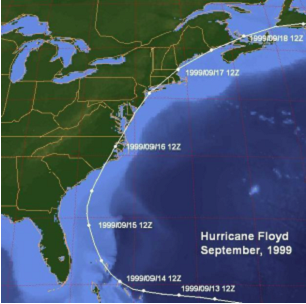 1999/09/18 12Z
1999/09/17 12Z
1999/09/16 12Z
1999/09/15 12Z
Hurricane Floyd
September, 1999
1999/09/14 12Z
1999/09/13 12Z